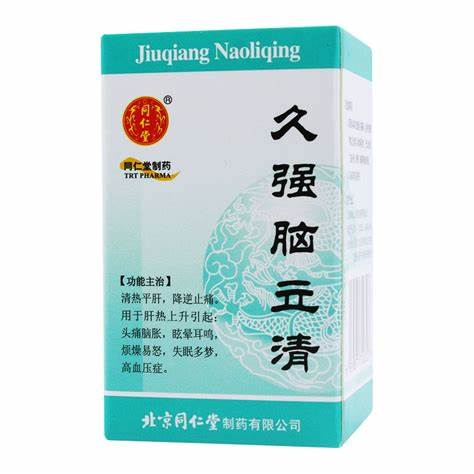 Jiuqiang Naoliqing
同仁堂
®
同仁堂制药
TRT PHARMA
久强脑立清
【功能主治】
清热平肝，降逆止痛。
用于肝热上升引起：
头痛脑胀，眩晕耳鸣，
烦燥易怒，失眠多梦，
高血压症。
北京同仁堂制药有限公司